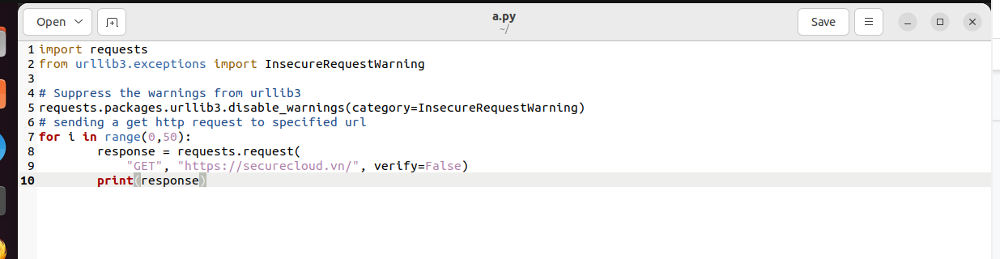 Open
a.py
~/
Save
1 import requests
2 from urllib3.exceptions import InsecureRequestWarning
3
4 # Suppress the warnings from urllib3
5 requests.packages.urllib3.disable_warnings(category=InsecureRequestWarning)
6 # sending a get http request to specified url
7 for i in range(0,50):
8         response = requests.request(
9             "GET", "https://securecloud.vn/", verify=False)
10         print(response)